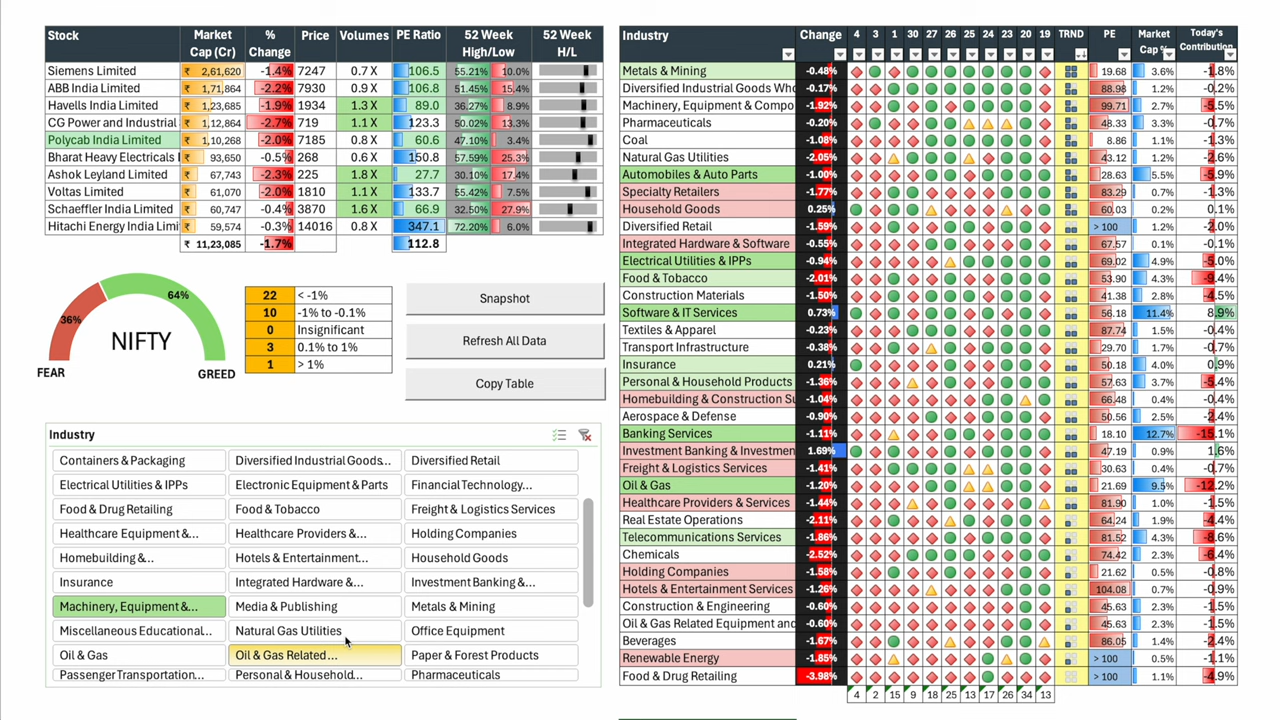 Stock Market Cap (Cr) % Change Price Volumes PE Ratio 52 Week High/Low 52 Week H/L
Siemens Limited ₹ 2,61,620 -1.4% 7247 0.7 X 106.5 55.21% 10.0%
ABB India Limited ₹ 1,71,864 -2.2% 7930 0.9 X 106.8 51.45% 15.4%
Havells India Limited ₹ 1,23,685 -1.9% 1934 1.3 X 89.0 36.27% 8.9%
CG Power and Industrial ₹ 1,12,864 -2.7% 719 1.1 X 123.3 50.02% 13.3%
Polycab India Limited ₹ 1,10,268 -2.0% 7185 0.8 X 60.6 47.10% 3.4%
Bharat Heavy Electricals ₹ 93,650 -0.5% 268 0.6 X 150.8 57.59% 25.3%
Ashok Leyland Limited ₹ 67,743 -2.3% 225 1.8 X 27.7 30.10% 17.4%
Voltas Limited ₹ 61,070 -2.0% 1810 1.1 X 133.7 55.42% 7.5%
Schaeffler India Limited ₹ 60,747 -0.4% 3870 1.6 X 66.9 32.50% 27.9%
Hitachi Energy India Limi ₹ 59,574 -0.3% 14016 0.8 X 347.1 72.20% 6.0%
₹ 11,23,085 -1.7% 112.8
36% 64%
NIFTY
FEAR GREED
22 < -1%
10 -1% to -0.1%
0 Insignificant
3 0.1% to 1%
1 > 1%
Snapshot
Refresh All Data
Copy Table
Industry
Containers & Packaging Diversified Industrial Goods... Diversified Retail
Electrical Utilities & IPPs Electronic Equipment & Parts Financial Technology...
Food & Drug Retailing Food & Tobacco Freight & Logistics Services
Healthcare Equipment &... Healthcare Providers &... Holding Companies
Homebuilding &... Hotels & Entertainment... Household Goods
Insurance Integrated Hardware &... Investment Banking &...
Machinery, Equipment &... Media & Publishing Metals & Mining
Miscellaneous Educational... Natural Gas Utilities Office Equipment
Oil & Gas Oil & Gas Related... Paper & Forest Products
Passenger Transportation... Personal & Household... Pharmaceuticals
Industry Change 4 3 1 30 27 26 25 24 23 20 19 TRND PE Market Cap % Today's Contribution
Metals & Mining -0.48% 19.68 3.6% -1.8%
Diversified Industrial Goods Who -0.17% 88.98 1.2% -0.2%
Machinery, Equipment & Compo -1.92% 99.71 2.7% -5.5%
Pharmaceuticals -0.20% 48.33 3.3% -0.7%
Coal -1.08% 8.86 1.1% -1.3%
Natural Gas Utilities -2.05% 43.12 1.2% -2.6%
Automobiles & Auto Parts -1.00% 28.63 5.5% -5.9%
Specialty Retailers -1.77% 83.29 0.7% -1.3%
Household Goods 0.25% 60.03 0.2% 0.1%
Diversified Retail -1.59% > 100 1.2% -2.0%
Integrated Hardware & Software -0.55% 67.57 0.1% -0.1%
Electrical Utilities & IPPs -0.94% 69.02 4.9% -5.0%
Food & Tobacco -2.01% 53.90 4.3% -9.4%
Construction Materials -1.50% 41.38 2.8% -4.5%
Software & IT Services 0.73% 56.18 11.4% 8.9%
Textiles & Apparel -0.23% 87.74 1.5% -0.4%
Transport Infrastructure -0.38% 29.70 1.7% -0.7%
Insurance 0.21% 50.18 4.0% 0.9%
Personal & Household Products -1.36% 57.63 3.7% -5.4%
Homebuilding & Construction Su -1.04% 66.48 0.4% -0.4%
Aerospace & Defense -0.90% 50.56 2.5% -2.4%
Banking Services -1.11% 18.10 12.7% -15.1%
Investment Banking & Investmen 1.69% 47.19 0.9% 1.6%
Freight & Logistics Services -1.41% 30.63 0.4% -0.7%
Oil & Gas -1.20% 21.69 9.5% -12.2%
Healthcare Providers & Services -1.44% 81.90 1.0% -1.5%
Real Estate Operations -2.11% 64.24 1.9% -4.4%
Telecommunications Services -1.86% 81.52 4.3% -8.6%
Chemicals -2.52% 74.42 2.3% -6.4%
Holding Companies -1.58% 21.62 0.5% -0.8%
Hotels & Entertainment Services -1.26% 104.08 0.7% -0.9%
Construction & Engineering -0.60% 45.63 2.3% -1.5%
Oil & Gas Related Equipment and -0.60% 45.63 2.3% -1.5%
Beverages -1.67% 86.05 1.4% -2.4%
Renewable Energy -1.85% > 100 0.5% -1.1%
Food & Drug Retailing -3.98% > 100 1.1% -4.9%
4 2 15 9 18 25 13 17 26 34 13